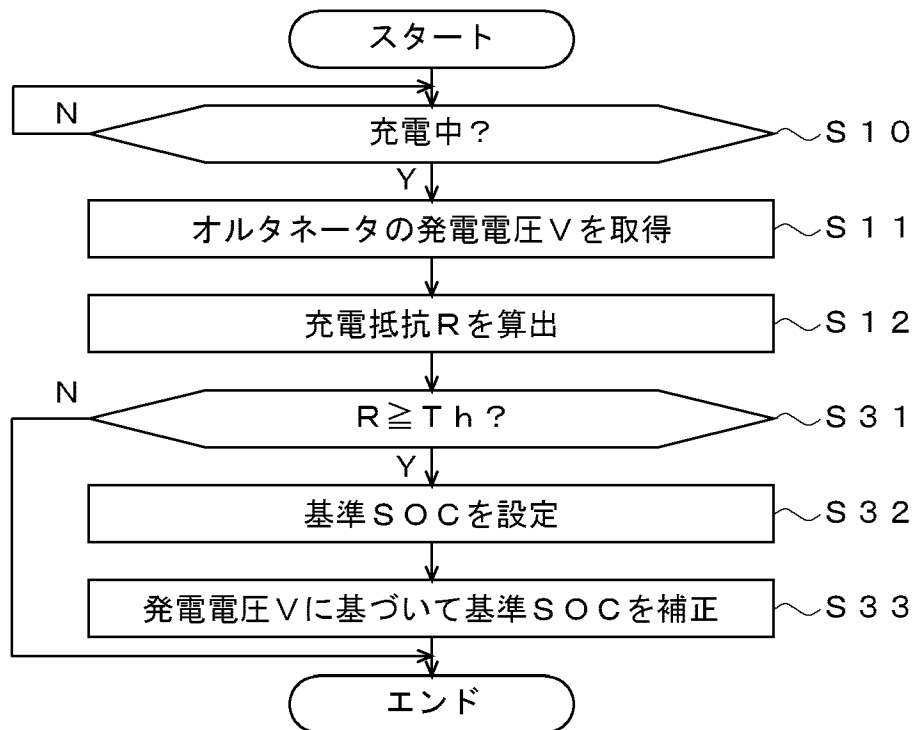 スタート
N
充電中？
S10
Y
オルタネータの発電電圧Vを取得
S11
充電抵抗Rを算出
S12
N
R≧Th？
S31
Y
基準SOCを設定
S32
発電電圧Vに基づいて基準SOCを補正
S33
エンド